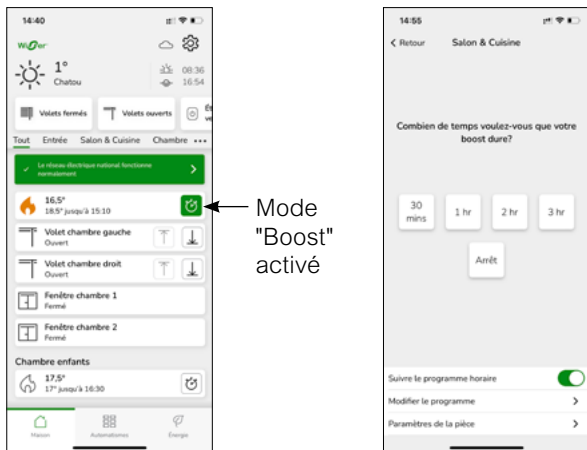 14:40
Wiser
1°
Chatou
08:36
16:54
Volets fermés
Volets ouverts
Tout Entrée Salon & Cuisine Chambre •••
Le réseau électrique national fonctionne
normalement
16,5°
18.5° jusqu'à 15:10
Volet chambre gauche
Ouvert
Volet chambre droit
Ouvert
Fenêtre chambre 1
Fermé
Fenêtre chambre 2
Fermé
Chambre enfants
17,5°
17° jusqu'à 16:30
Maison Automatismes Énergie
Mode
"Boost"
activé
14:55
< Retour Salon & Cuisine
Combien de temps voulez-vous que votre
boost dure?
30
mins
1 hr 2 hr 3 hr
Arrêt
Suivre le programme horaire
Modifier le programme >
Paramètres de la pièce >